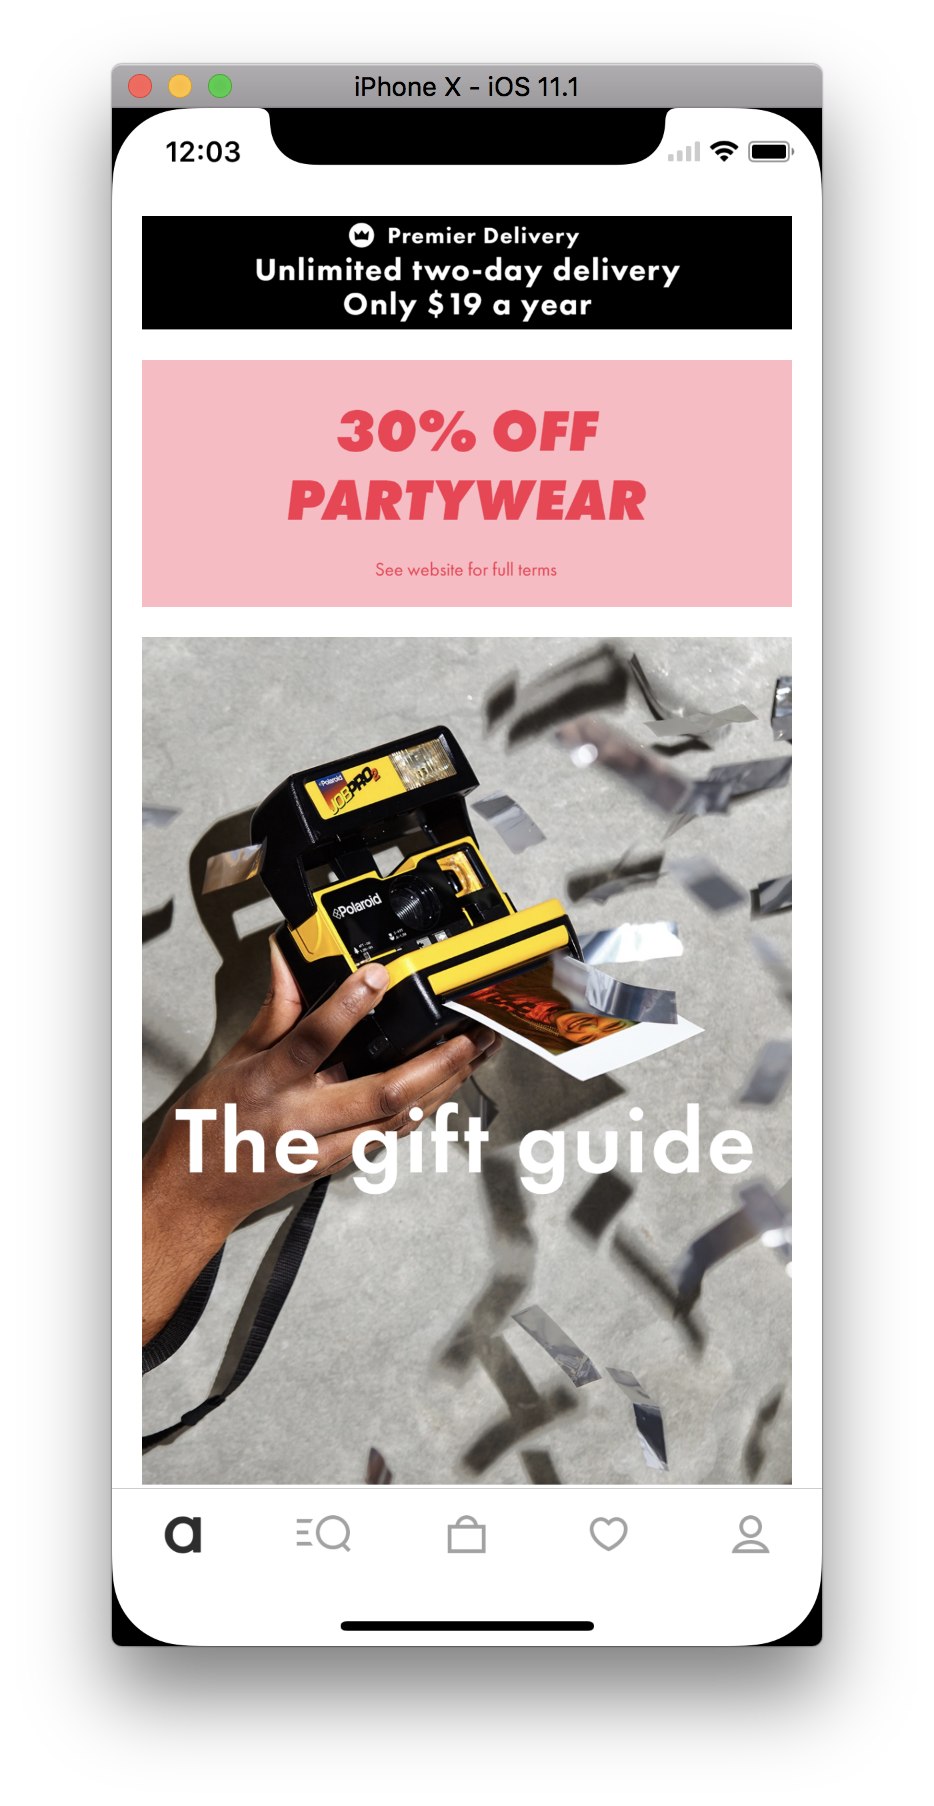 iPhone X - iOS 11.1
12:03
Premier Delivery
Unlimited two-day delivery
Only $19 a year
30% OFF
PARTYWEAR
See website for full terms
Polaroid
JOBPRO2
Polaroid
The gift guide
a